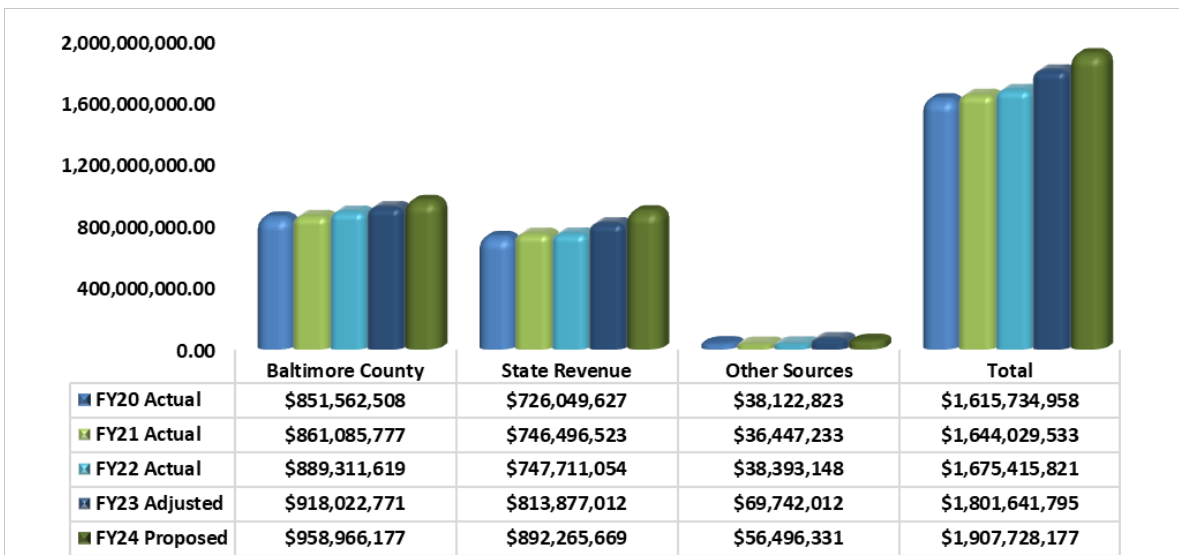 2,000,000,000.00
1,600,000,000.00
1,200,000,000.00
800,000,000.00
400,000,000.00
0.00
Baltimore County State Revenue Other Sources Total
FY20 Actual $851,562,508 $726,049,627 $38,122,823 $1,615,734,958
FY21 Actual $861,085,777 $746,496,523 $36,447,233 $1,644,029,533
FY22 Actual $889,311,619 $747,711,054 $38,393,148 $1,675,415,821
FY23 Adjusted $918,022,771 $813,877,012 $69,742,012 $1,801,641,795
FY24 Proposed $958,966,177 $892,265,669 $56,496,331 $1,907,728,177